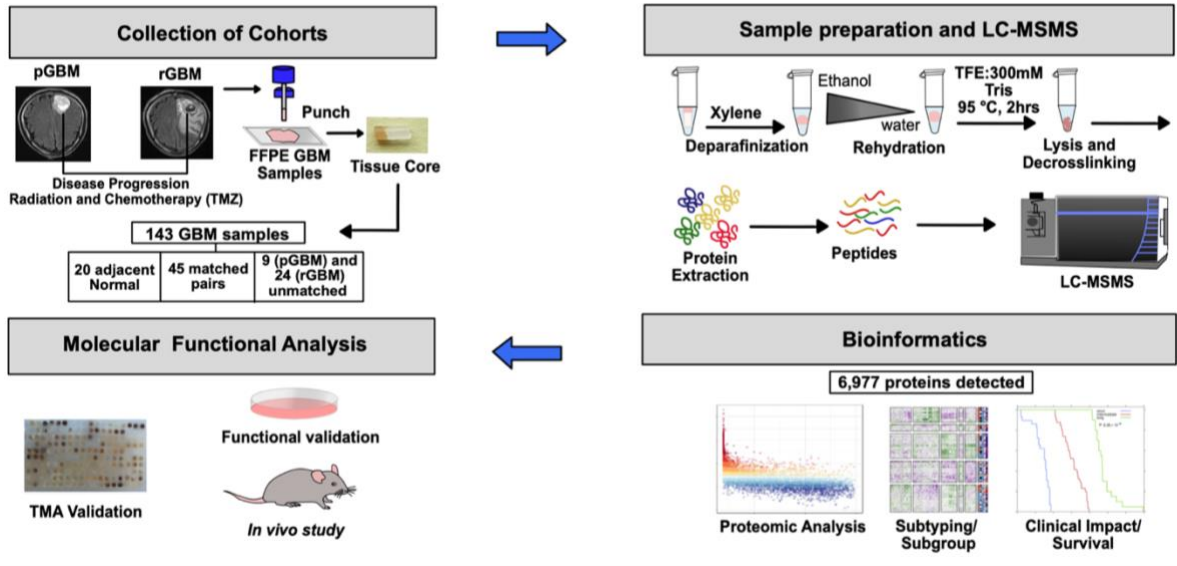 Collection of Cohorts
pGBM
rGBM
Punch
FFPE GBM
Samples
Tissue Core
Disease Progression
Radiation and Chemotherapy (TMZ)
143 GBM samples
20 adjacent
Normal
45 matched
pairs
9 (pGBM) and
24 (rGBM)
unmatched
Sample preparation and LC-MSMS
Xylene
Deparafinization
Ethanol
water
Rehydration
TFE:300mM
Tris
95 °C, 2hrs
Lysis and
Decrosslinking
Protein
Extraction
Peptides
LC-MSMS
Molecular Functional Analysis
TMA Validation
Functional validation
In vivo study
Bioinformatics
6,977 proteins detected
Proteomic Analysis
Subtyping/
Subgroup
Clinical Impact/
Survival